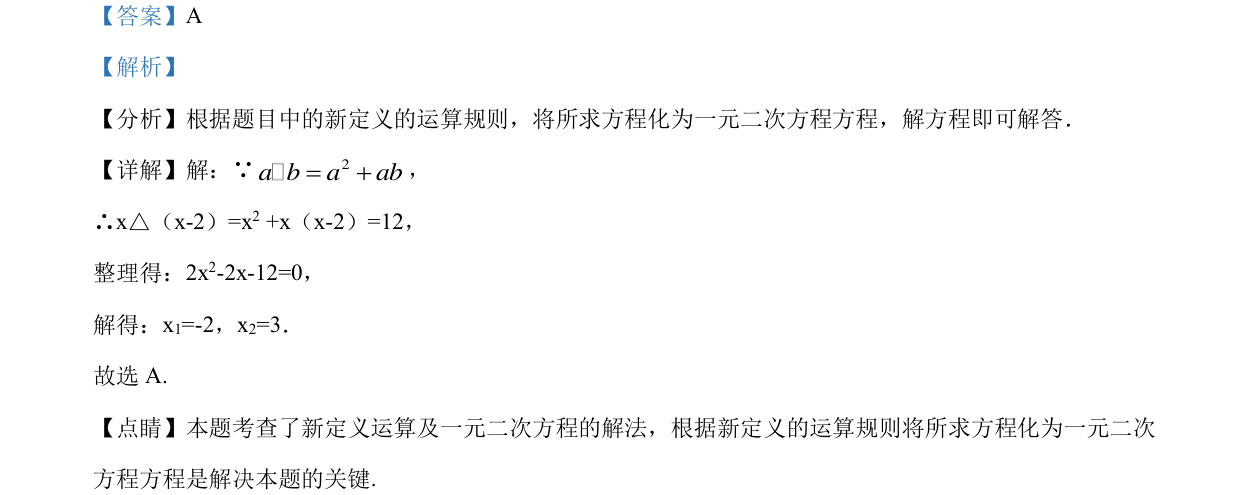 【答案】A
【解析】
【分析】根据题目中的新定义的运算规则，将所求方程化为一元二次方程方程，解方程即可解答．
【详解】解：∵a□b=a²+ab，
∴x△（x-2）=x² +x（x-2）=12，
整理得：2x²-2x-12=0，
解得：x₁=-2，x₂=3．
故选 A.
【点睛】本题考查了新定义运算及一元二次方程的解法，根据新定义的运算规则将所求方程化为一元二次
方程方程是解决本题的关键.